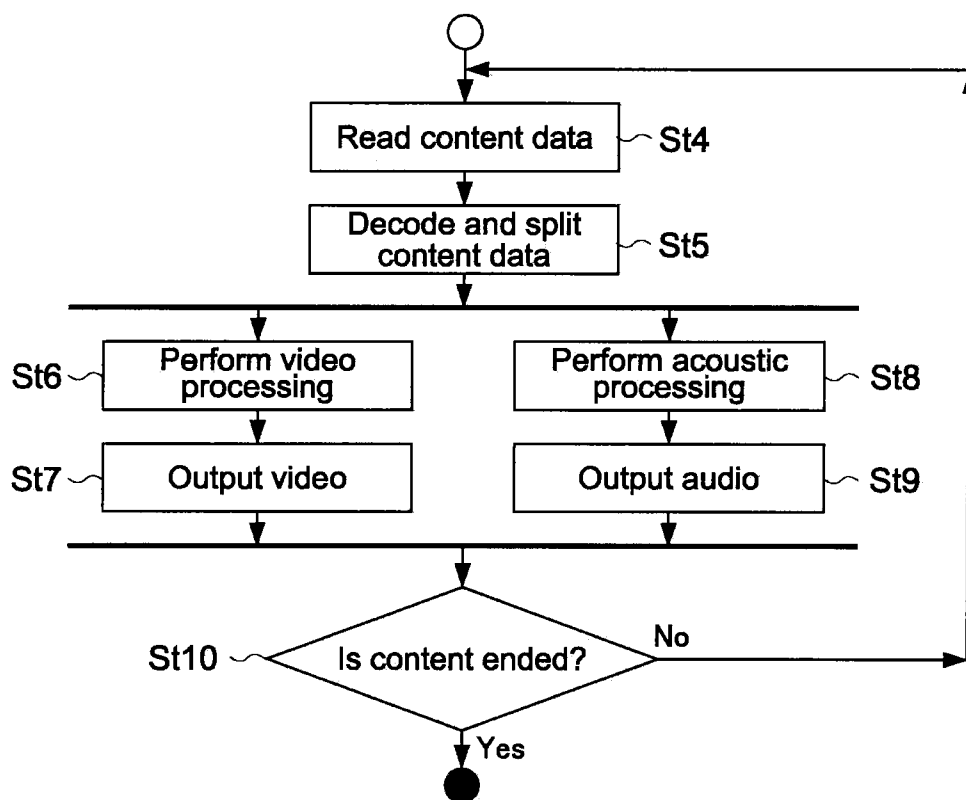 Read content data
St4
Decode and split
content data
St5
St6
Perform video
processing
Perform acoustic
processing
St8
St7
Output video
Output audio
St9
St10
Is content ended?
No
Yes